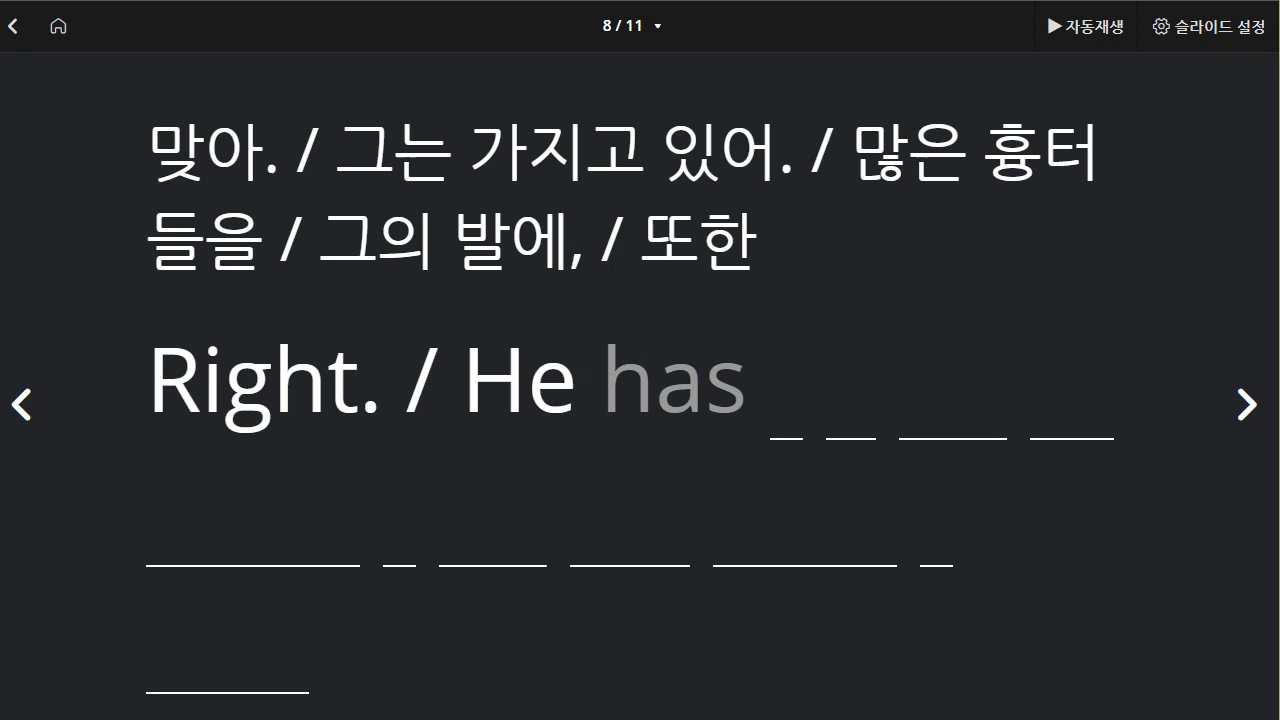 8 / 11
자동재생
슬라이드 설정
맞아. / 그는 가지고 있어. / 많은 흉터
들을 / 그의 발에, / 또한
Right. / He has